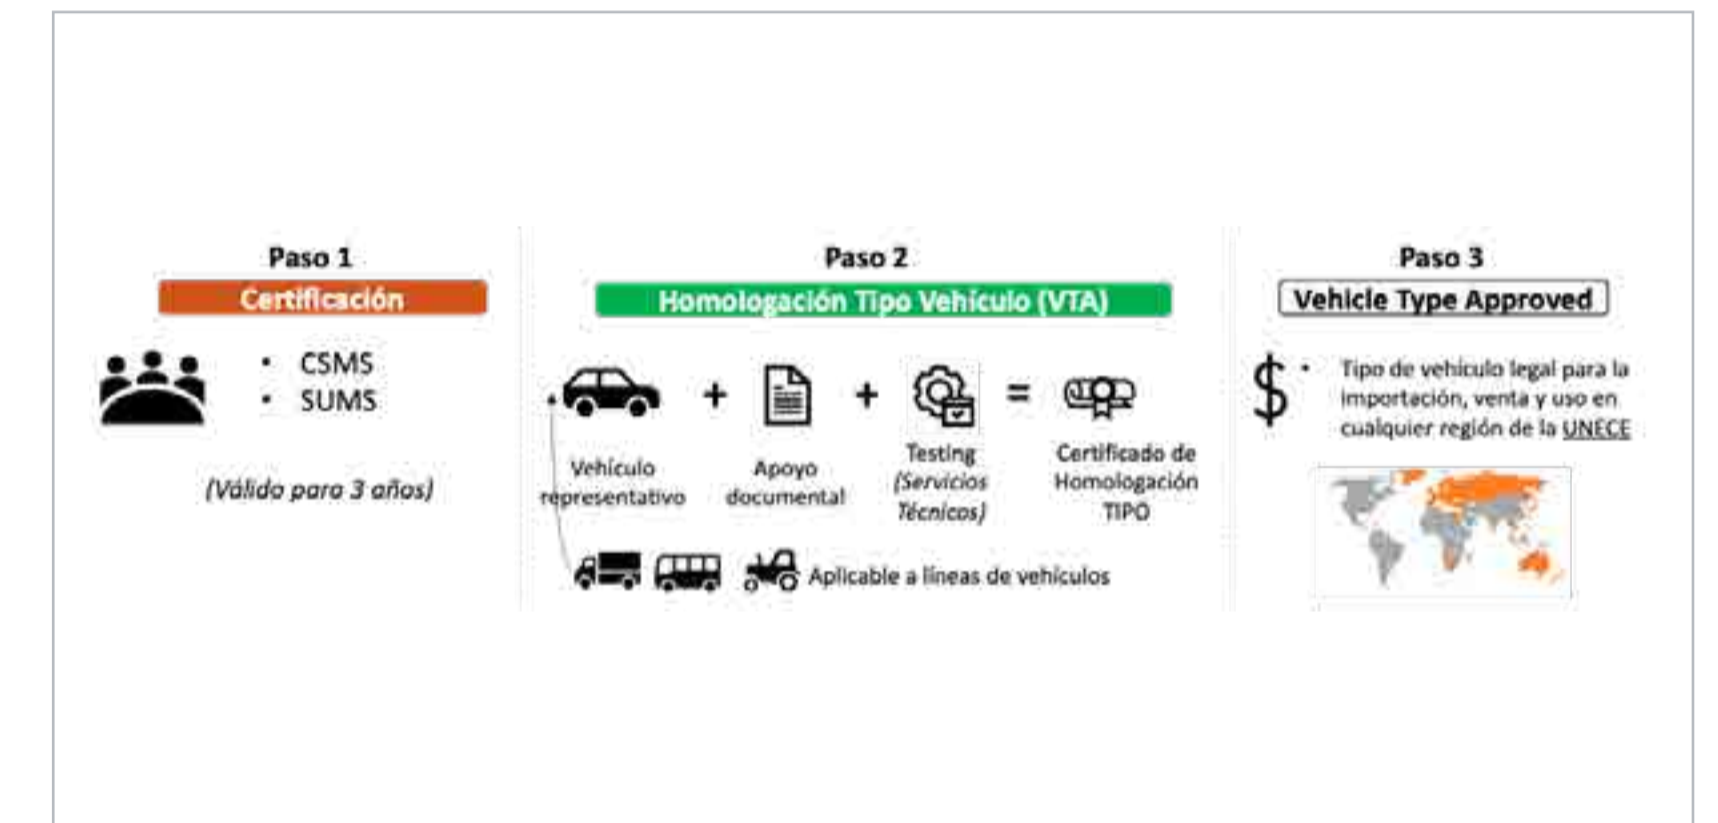 Paso 1
Certificación
• CSMS
• SUMS
(Válido para 3 años)
Paso 2
Homologación Tipo Vehículo (VTA)
+ + =
Vehículo
representativo
Apoyo
documental
Testing
(Servicios
Técnicos)
Certificado de
Homologación
TIPO
Aplicable a líneas de vehículos
Paso 3
Vehicle Type Approved
$
• Tipo de vehículo legal para la
importación, venta y uso en
cualquier región de la UNECE